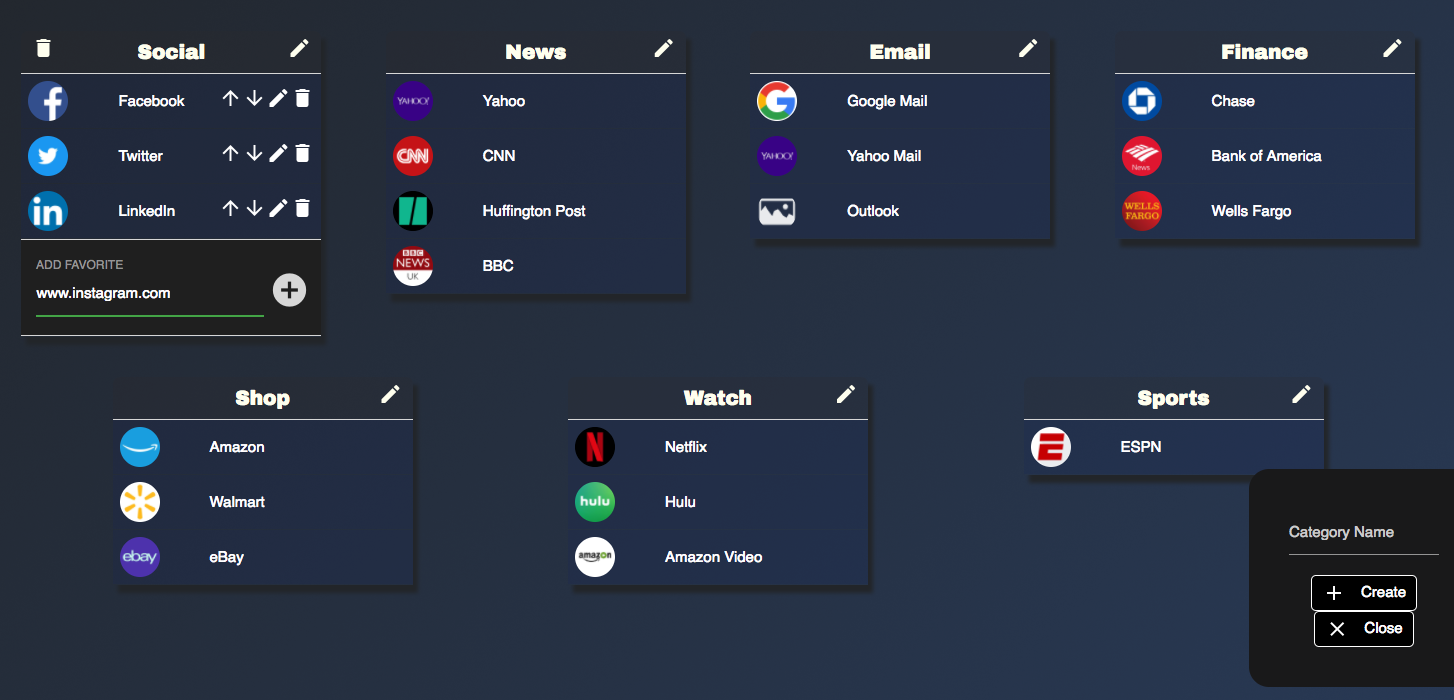 Social
Facebook
Twitter
in
LinkedIn
ADD FAVORITE
www.instagram.com
News
YAHOO!
Yahoo
CNN
CNN
Huffington Post
BBC
NEWS
UK
BBC
Email
Google Mail
YAHOO!
Yahoo Mail
Outlook
Finance
Chase
News
Bank of America
WELLS
FARGO
Wells Fargo
Shop
Amazon
Walmart
ebay
eBay
Watch
Netflix
hulu
Hulu
amazon
Amazon Video
Sports
ESPN
Category Name
Create
Close